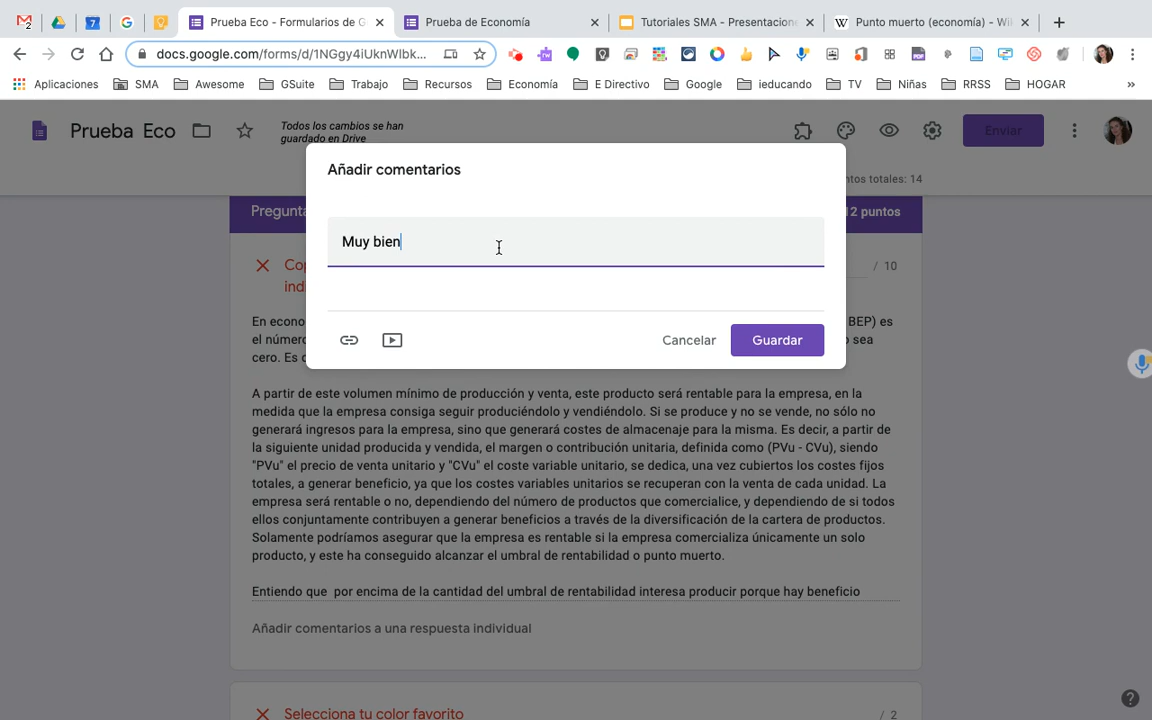 Prueba Eco - Formularios de G
Prueba de Economía
Tutoriales SMA - Presentacione
Punto muerto (economía) - Wi
docs.google.com/forms/d/1NGgy4iUknWIbk...
Aplicaciones
SMA
Awesome
GSuite
Trabajo
Recursos
Economía
E Directivo
Google
ieducando
TV
Niñas
RRSS
HOGAR
»
Prueba Eco
Todos los cambios se han
guardado en Drive
Enviar
ntos totales: 14
Añadir comentarios
Pregunta
12 puntos
Muy bien
/ 10
Cop
indi
En econo
BEP) es
el númer
o sea
cero. Es c
Cancelar
Guardar
A partir de este volumen mínimo de producción y venta, este producto será rentable para la empresa, en la
medida que la empresa consiga seguir produciéndolo y vendiéndolo. Si se produce y no se vende, no sólo no
generará ingresos para la empresa, sino que generará costes de almacenaje para la misma. Es decir, a partir de
la siguiente unidad producida y vendida, el margen o contribución unitaria, definida como (PVu - CVu), siendo
"PVu" el precio de venta unitario y "CVu" el coste variable unitario, se dedica, una vez cubiertos los costes fijos
totales, a generar beneficio, ya que los costes variables unitarios se recuperan con la venta de cada unidad. La
empresa será rentable o no, dependiendo del número de productos que comercialice, y dependiendo de si todos
ellos conjuntamente contribuyen a generar beneficios a través de la diversificación de la cartera de productos.
Solamente podríamos asegurar que la empresa es rentable si la empresa comercializa únicamente un solo
producto, y este ha conseguido alcanzar el umbral de rentabilidad o punto muerto.
Entiendo que por encima de la cantidad del umbral de rentabilidad interesa producir porque hay beneficio
Añadir comentarios a una respuesta individual
Selecciona tu color favorito
/ 2